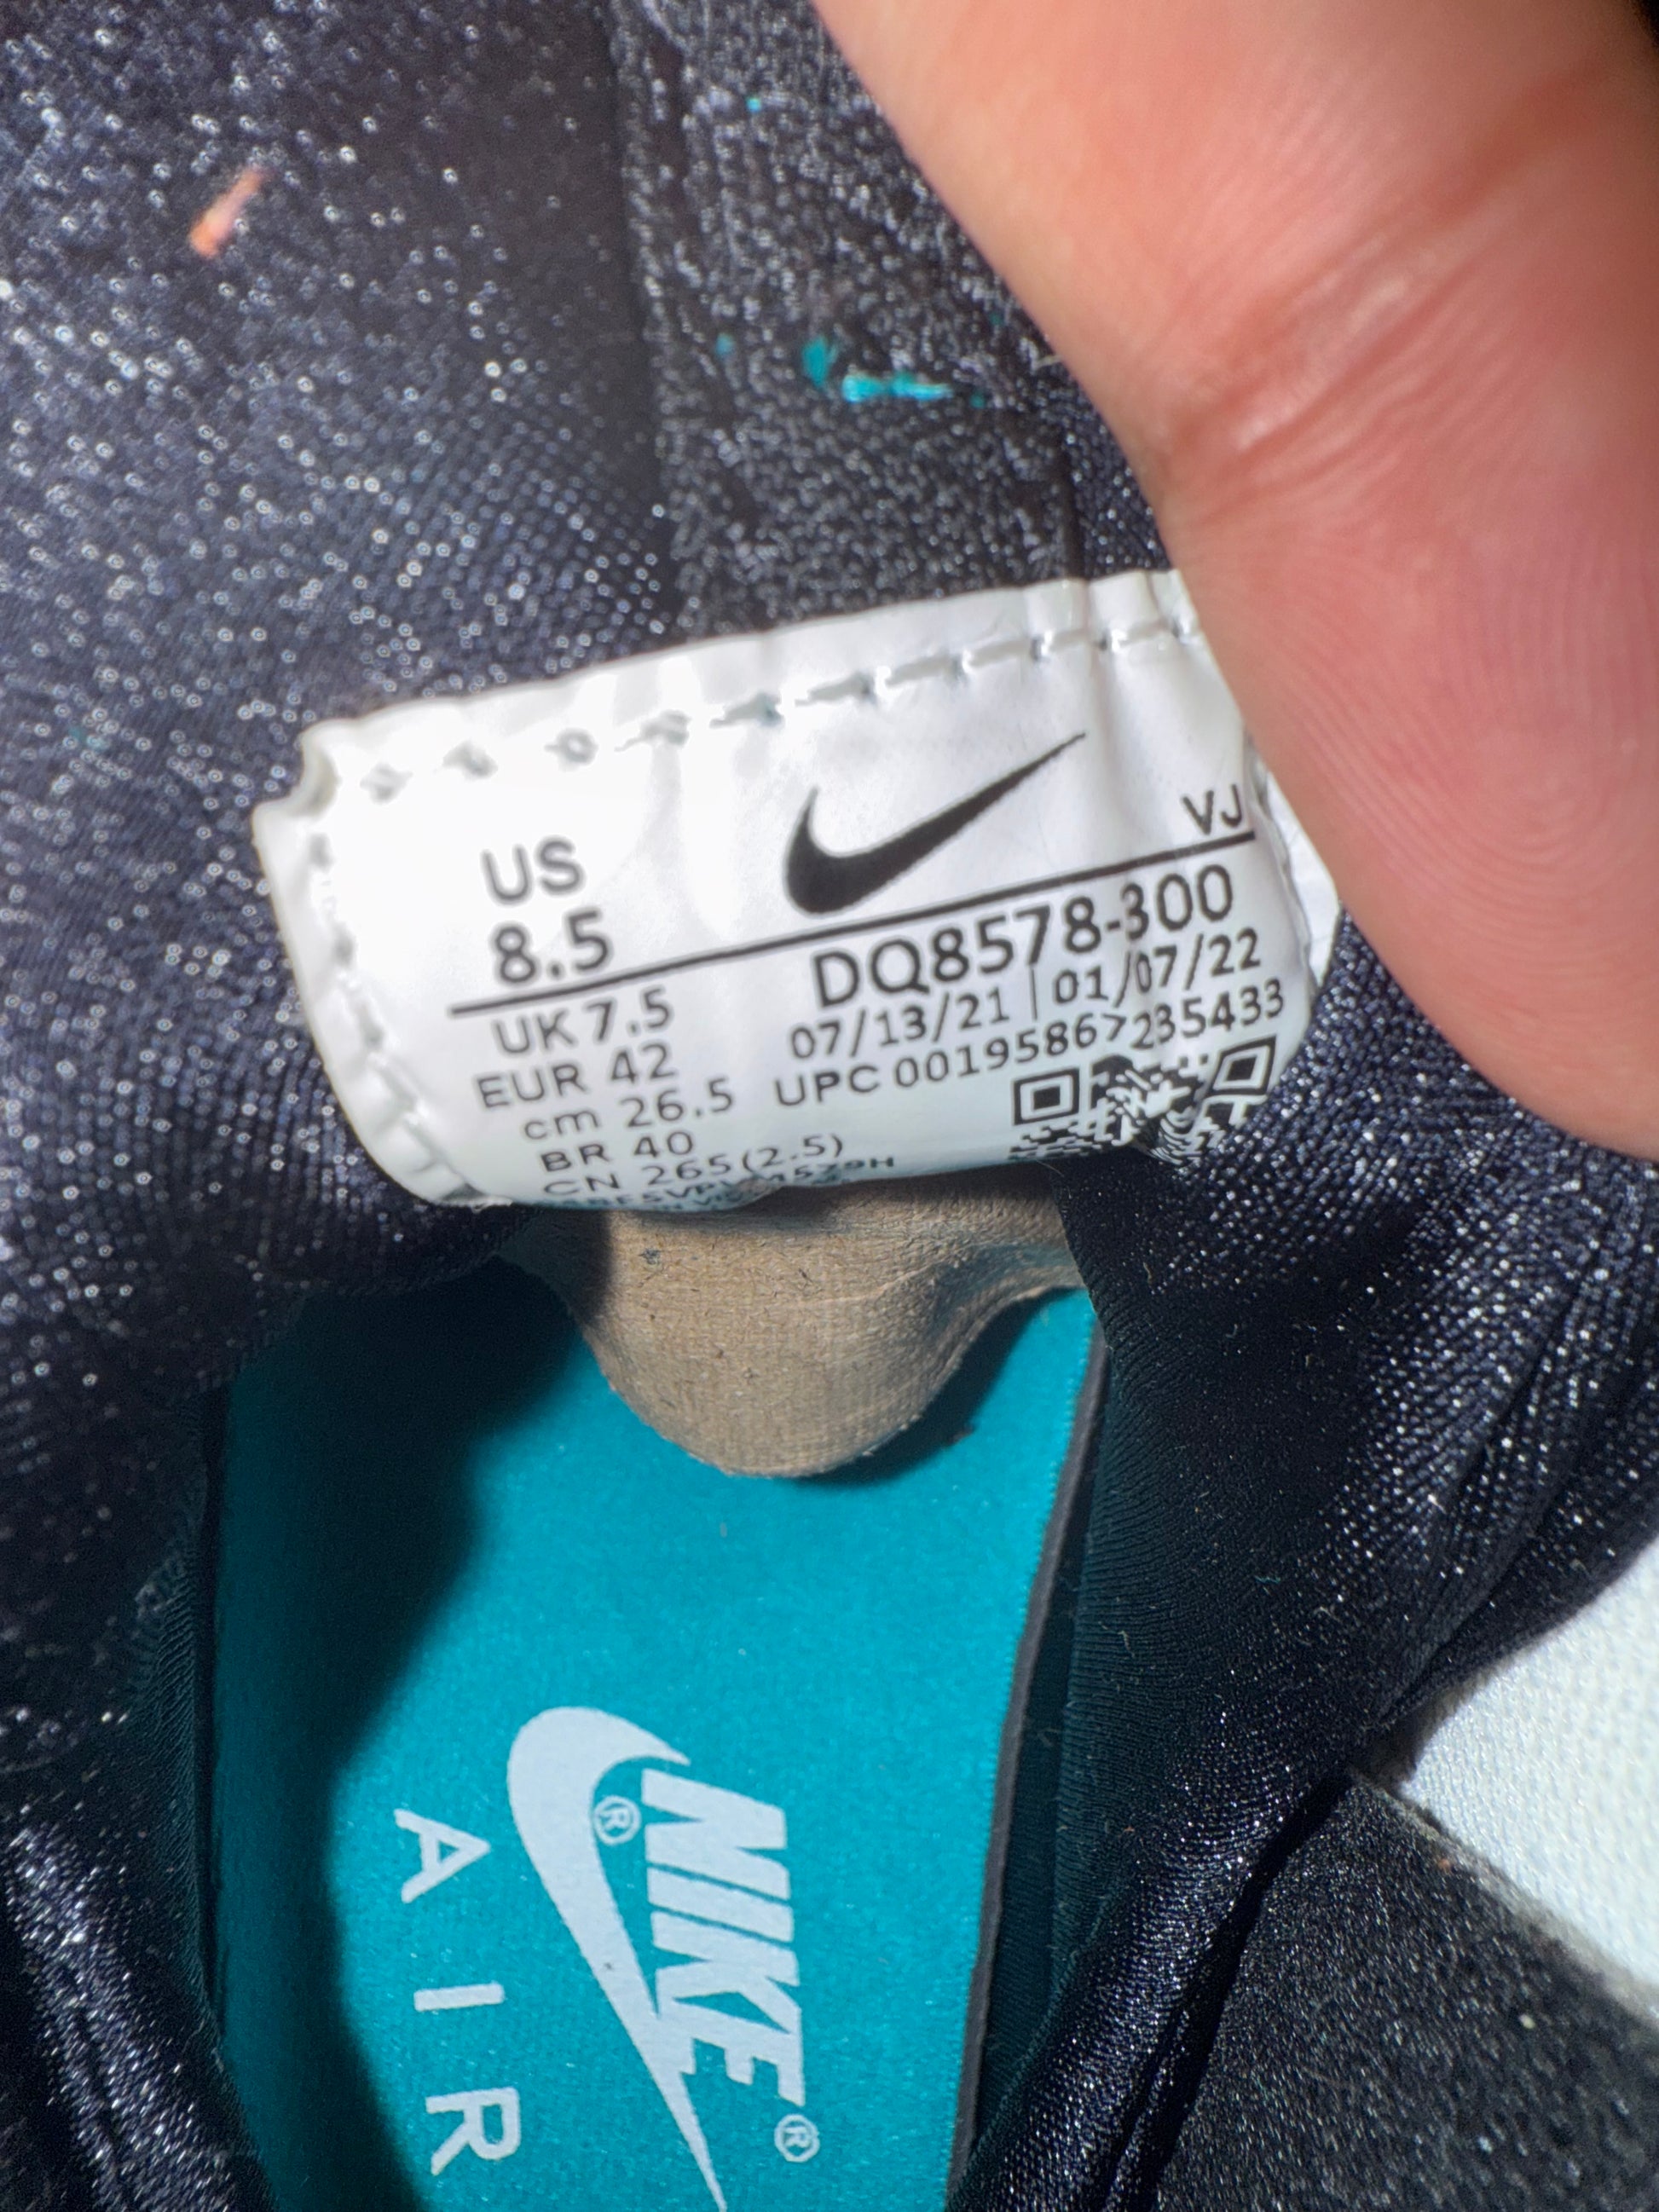 VJ
US
8.5
UK 7.5
EUR 42
cm 26.5
BR 40
CN 265(2.5)
DQ8578-300
07/13/21 | 01/07/22
UPC 00195867235433
NIKE®
®
AIR